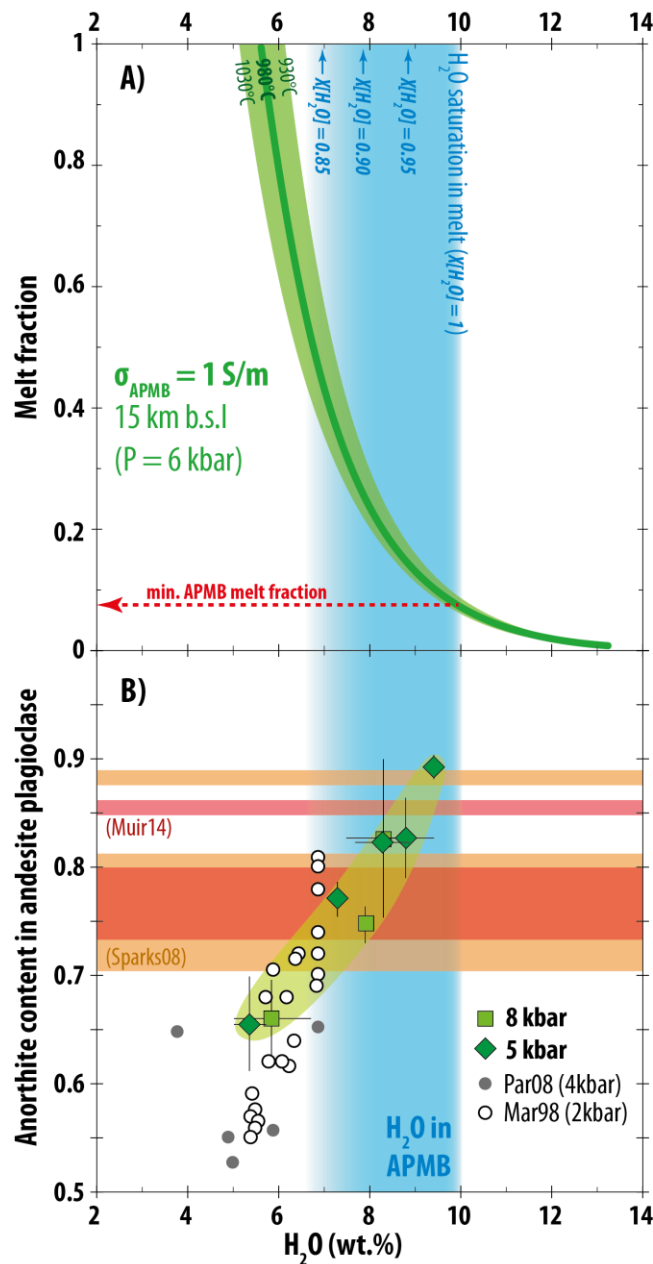 2 4 6 8 10 12 14
A)
1030°C
980°C
930°C
X[H₂O] = 0.85
X[H₂O] = 0.90
X[H₂O] = 0.95
H₂O saturation in melt (X[H₂O] = 1)
1
0.8
0.6
0.4
0.2
0
Melt fraction
σAPMB = 1 S/m
15 km b.s.l
(P = 6 kbar)
min. APMB melt fraction
B)
0.9
0.8
0.7
0.6
0.5
Anorthite content in andesite plagioclase
(Muir14)
(Sparks08)
8 kbar
5 kbar
Par08 (4kbar)
Mar98 (2kbar)
H₂O in
APMB
2 4 6 8 10 12 14
H₂O (wt.%)